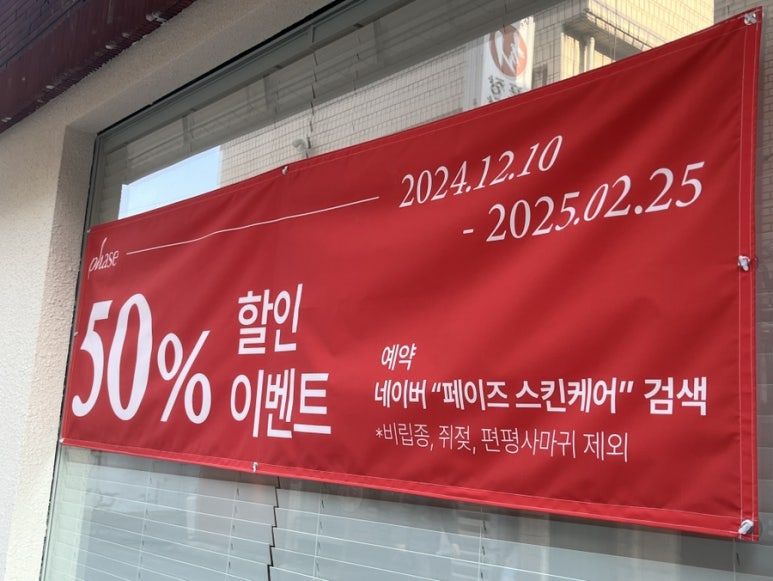 phase
2024.12.10
- 2025.02.25
50% 할인
이벤트
예약
네이버 “페이즈 스킨케어” 검색
*비립종, 쥐젖, 편평사마귀 제외